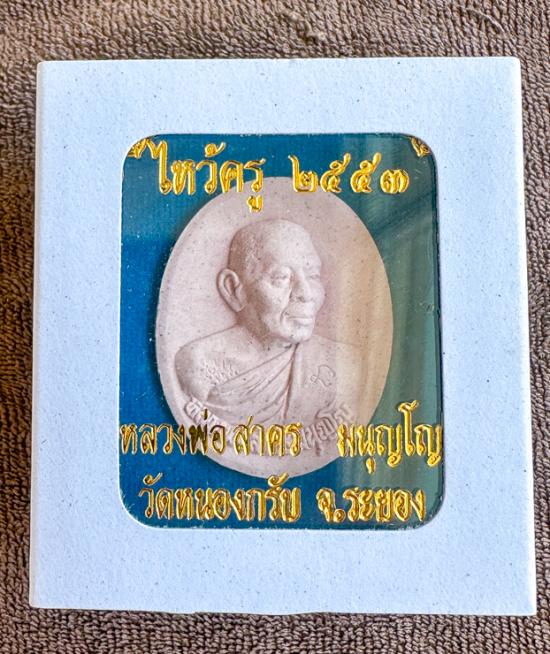 ไหว้ครู ๒๕๕๓
หลวงพ่อ สาคร มนุญโญ
วัดหนองกรับ จ.ระยอง